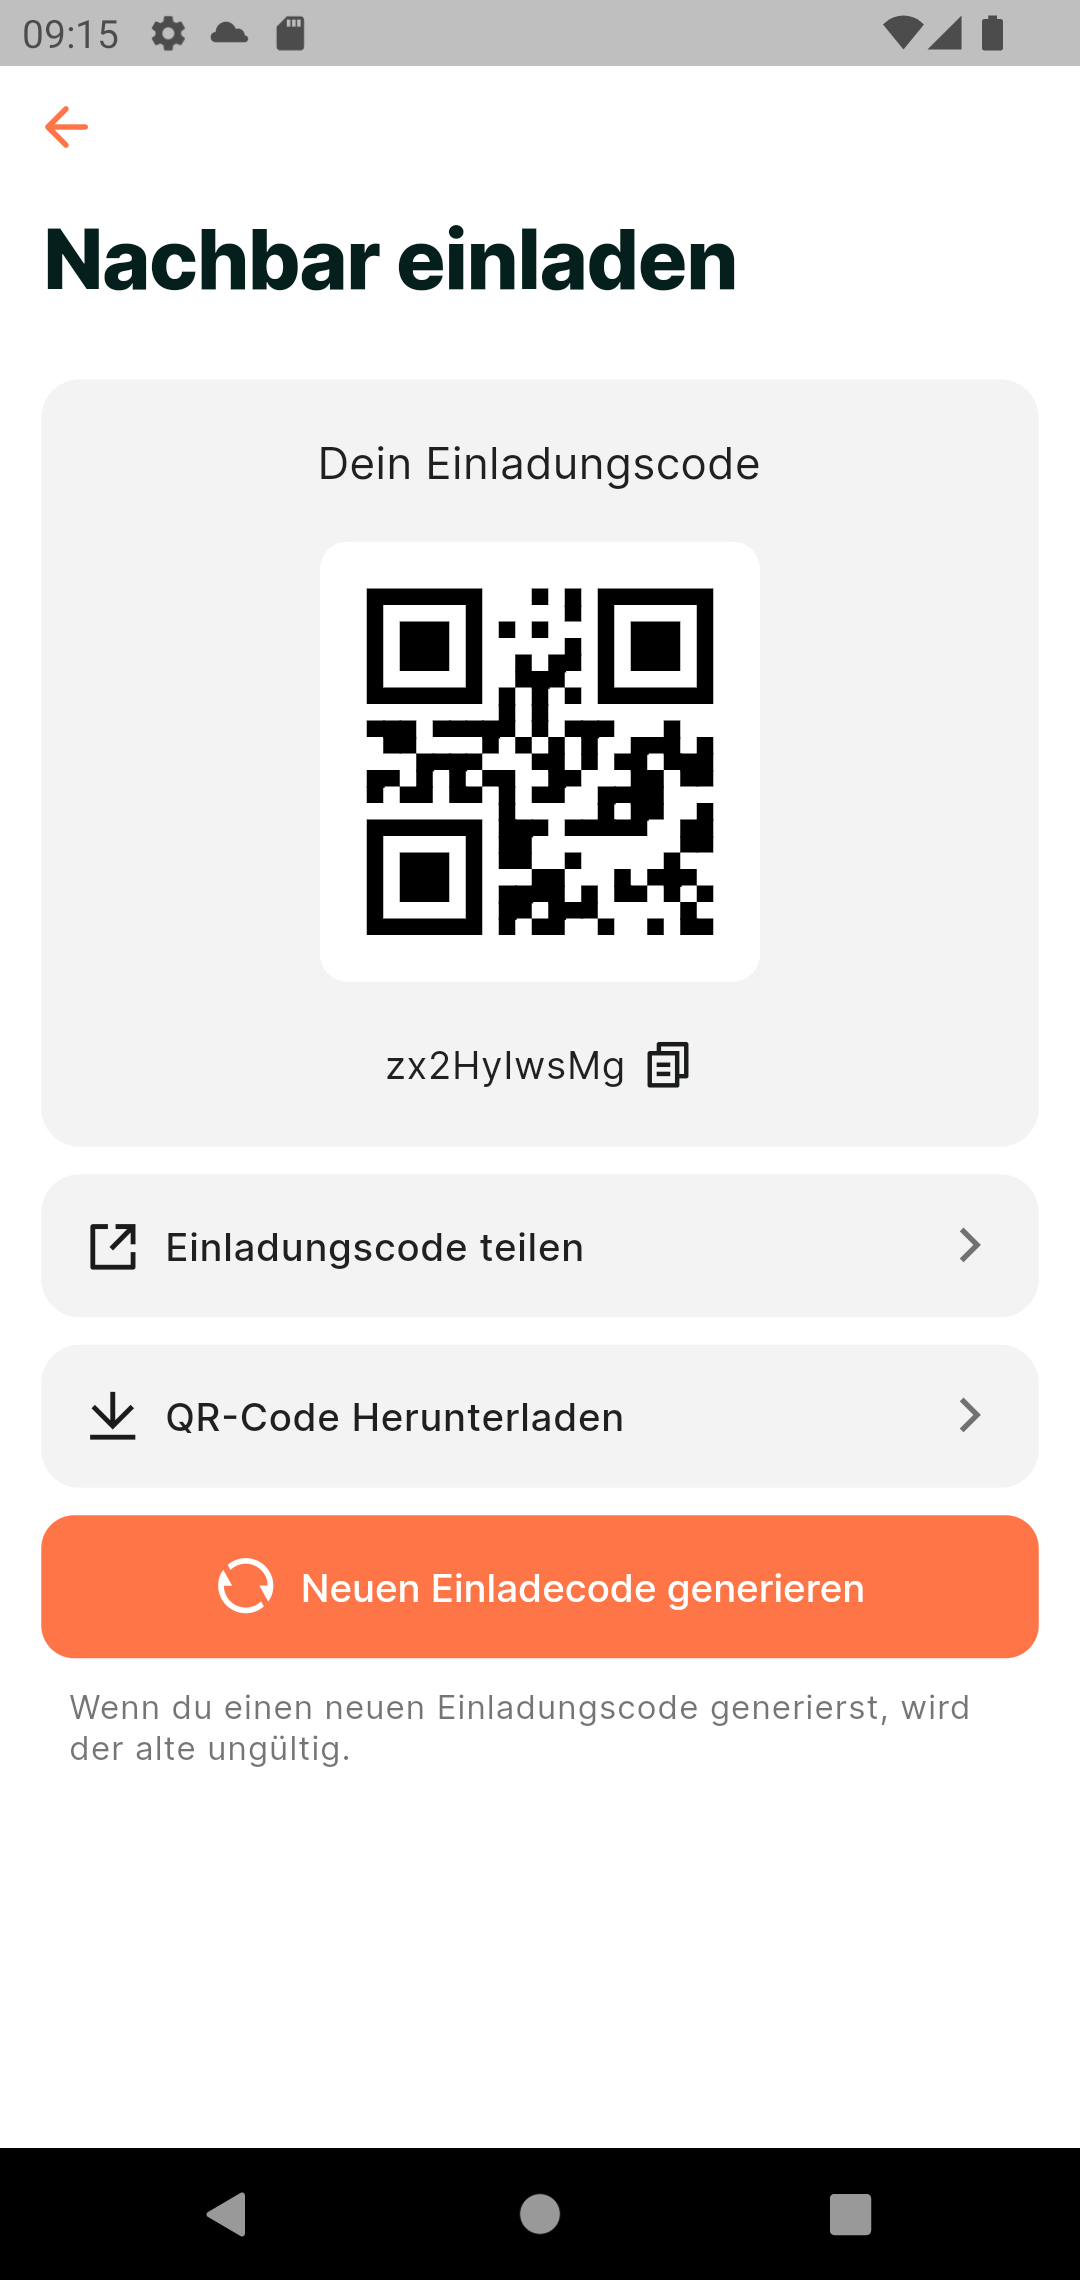 09:15
Nachbar einladen
Dein Einladungscode
zx2HyIwsMg
Einladungscode teilen
QR-Code Herunterladen
Neuen Einladecode generieren
Wenn du einen neuen Einladungscode generierst, wird
der alte ungültig.